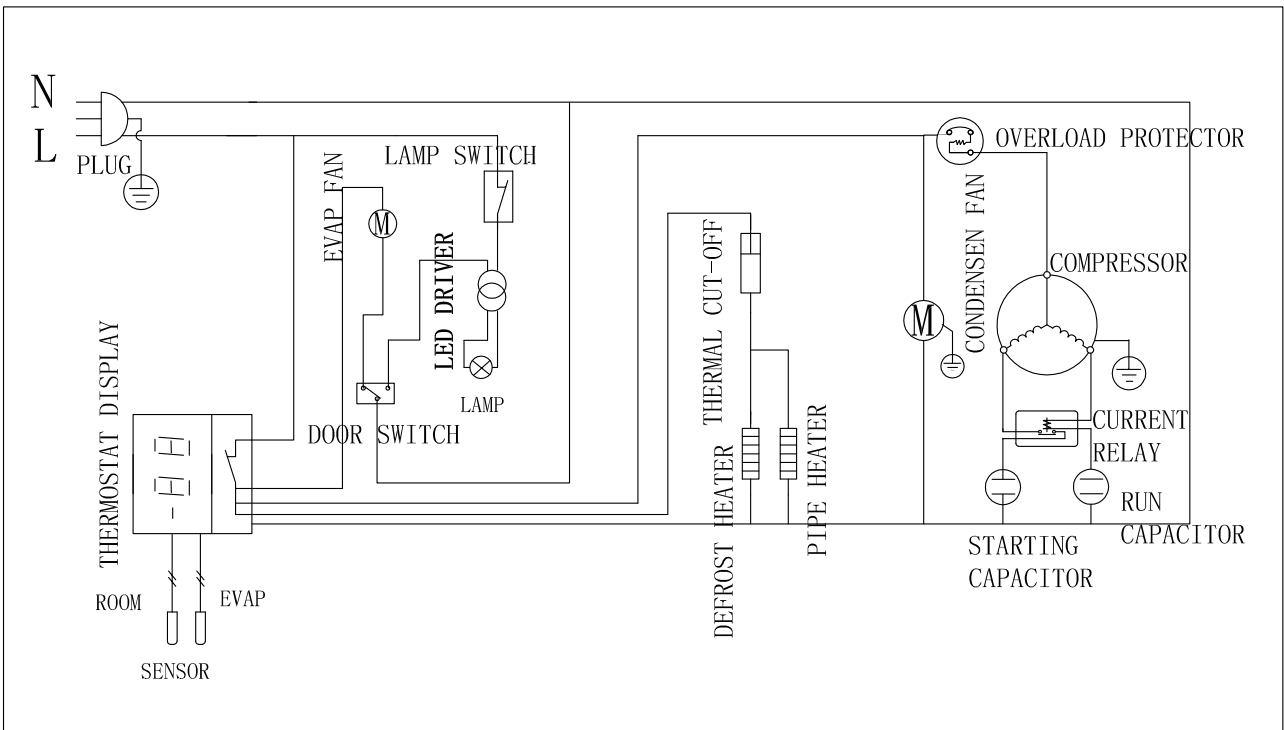 N
L
PLUG
LAMP SWITCH
EVAP FAN
LED DRIVER
M
LAMP
DOOR SWITCH
THERMOSTAT DISPLAY
ROOM
EVAP
SENSOR
THERMAL CUT-OFF
DEFROST HEATER
PIPE HEATER
OVERLOAD PROTECTOR
CONDENSEN FAN
M
COMPRESSOR
CURRENT
RELAY
RUN
CAPACITOR
STARTING
CAPACITOR